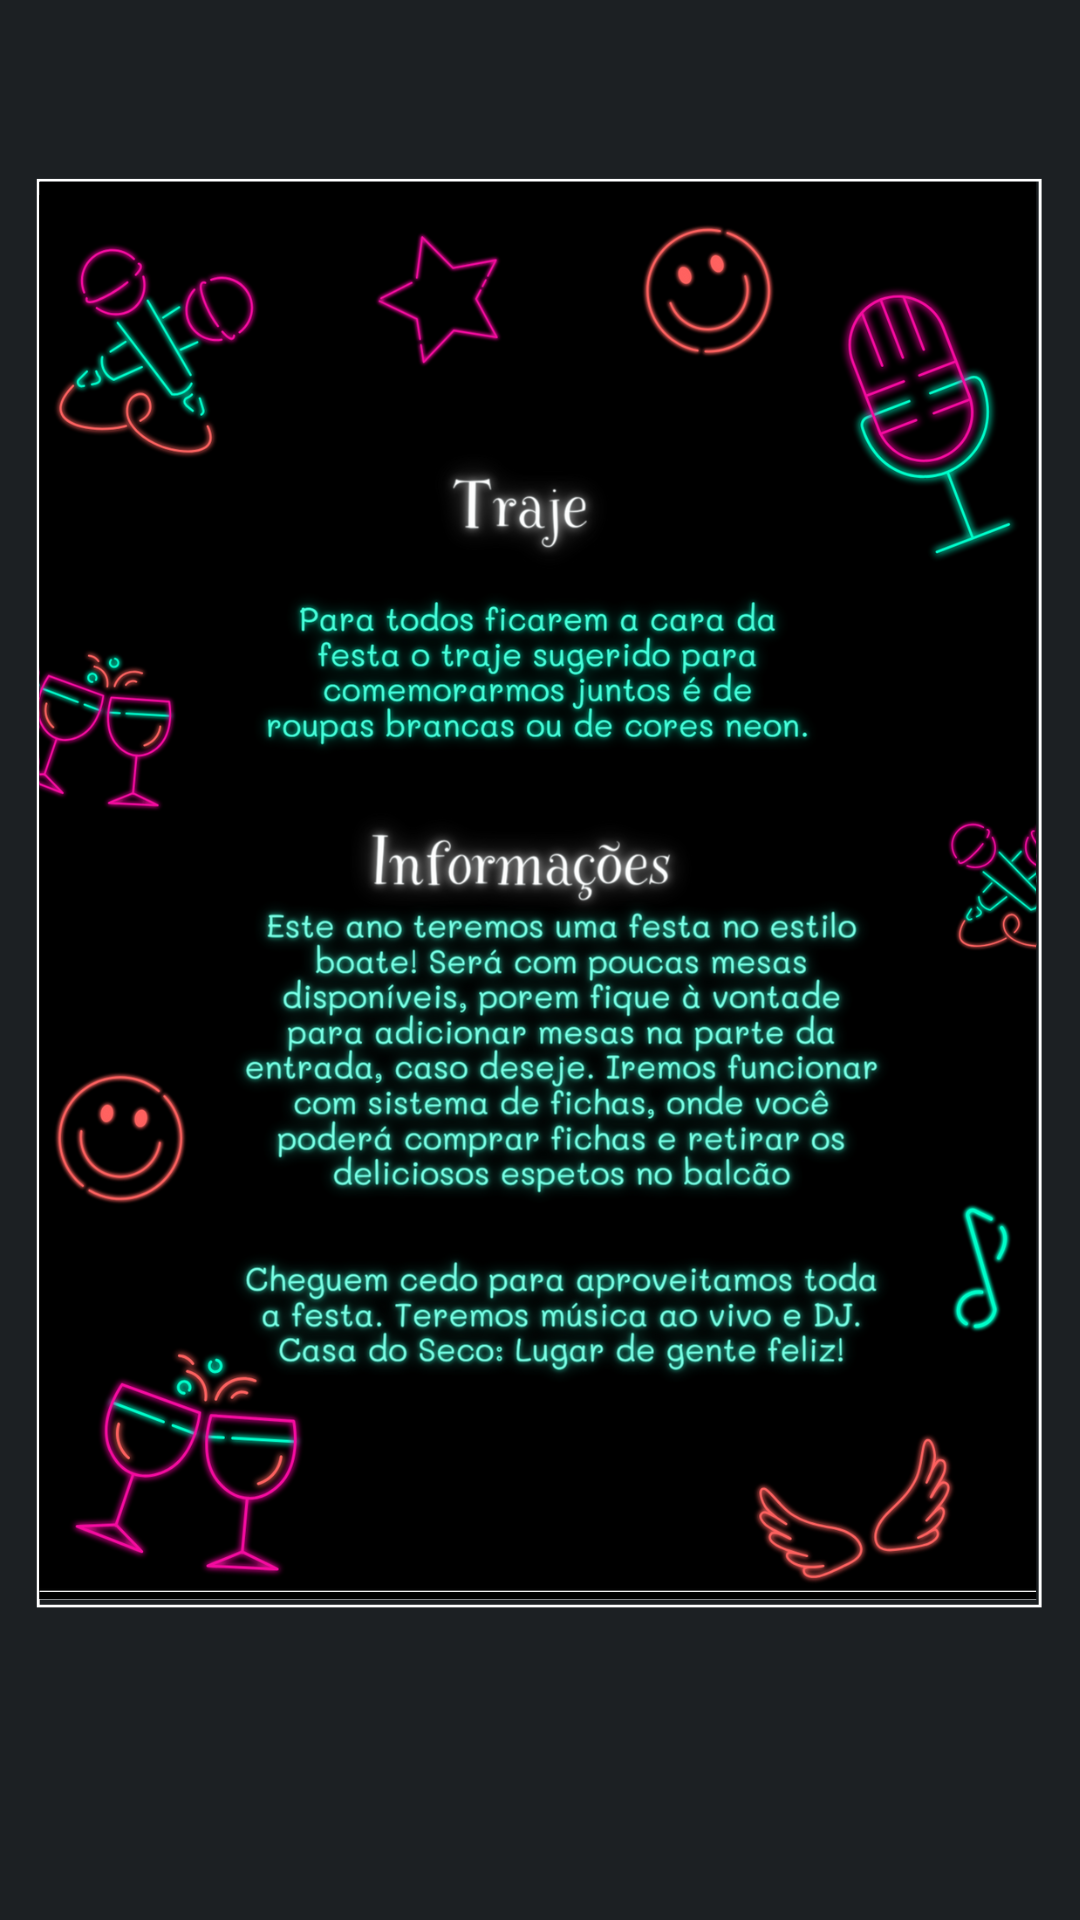 Traje
Para todos ficarem a cara da
festa o traje sugerido para
comemorarmos juntos é de
roupas brancas ou de cores neon.
Informações
Este ano teremos uma festa no estilo
boate! Será com poucas mesas
disponíveis, porem fique à vontade
para adicionar mesas na parte da
entrada, caso deseje. Iremos funcionar
com sistema de fichas, onde você
poderá comprar fichas e retirar os
deliciosos espetos no balcão
Cheguem cedo para aproveitamos toda
a festa. Teremos música ao vivo e DJ.
Casa do Seco: Lugar de gente feliz!